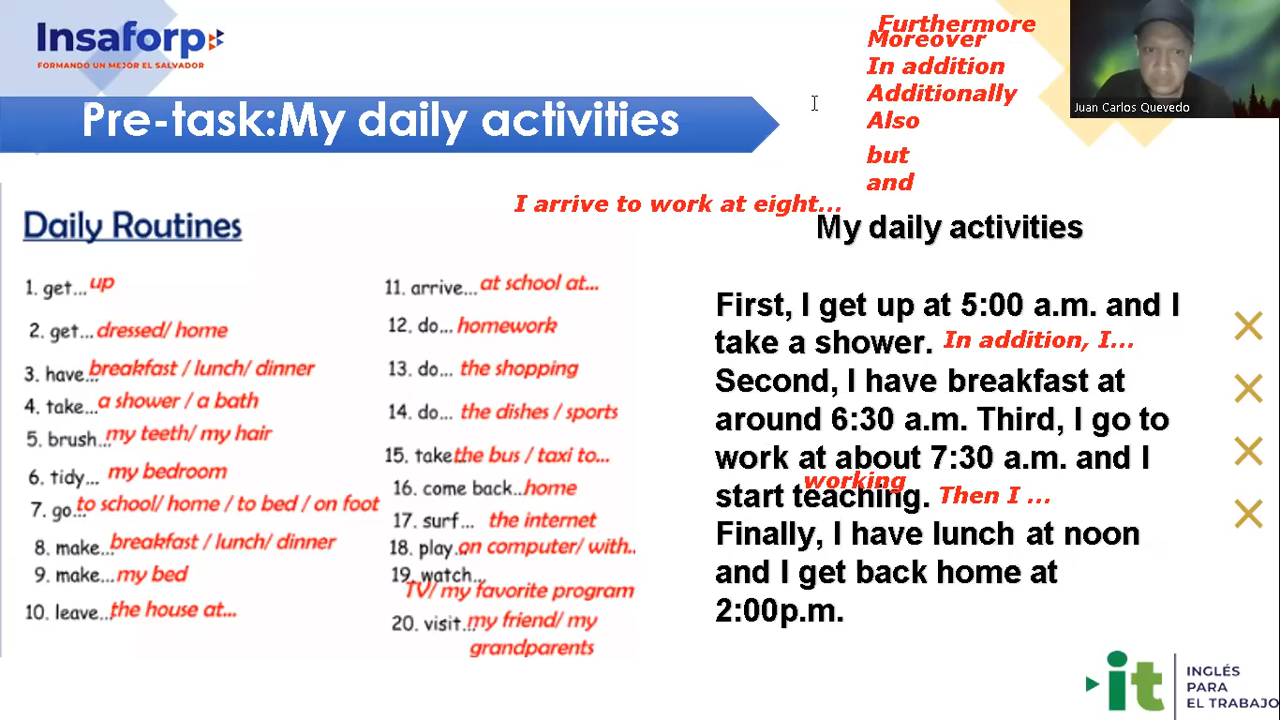 Insaforp
FORMANDO UN MEJOR EL SALVADOR
Furthermore
Moreover
In addition
Additionally
Also
but
and
Juan Carlos Quevedo
Pre-task:My daily activities
I arrive to work at eight...
Daily Routines
1. get... up
2. get... dressed/ home
3. have... breakfast / lunch/ dinner
4. take... a shower / a bath
5. brush... my teeth/ my hair
6. tidy... my bedroom
7. go... to school/ home / to bed / on foot
8. make... breakfast / lunch/ dinner
9. make... my bed
10. leave... the house at...
11. arrive... at school at...
12. do... homework
13. do... the shopping
14. do... the dishes / sports
15. take... the bus / taxi to...
16. come back... home
17. surf... the internet
18. play... on computer/ with..
19. watch...
TV/ my favorite program
20. visit... my friend/ my
grandparents
My daily activities
First, I get up at 5:00 a.m. and I
take a shower. In addition, I...
Second, I have breakfast at
around 6:30 a.m. Third, I go to
work at about 7:30 a.m. and I
working
start teaching. Then I ...
Finally, I have lunch at noon
and I get back home at
2:00p.m.
it
INGLÉS
PARA
EL TRABAJO